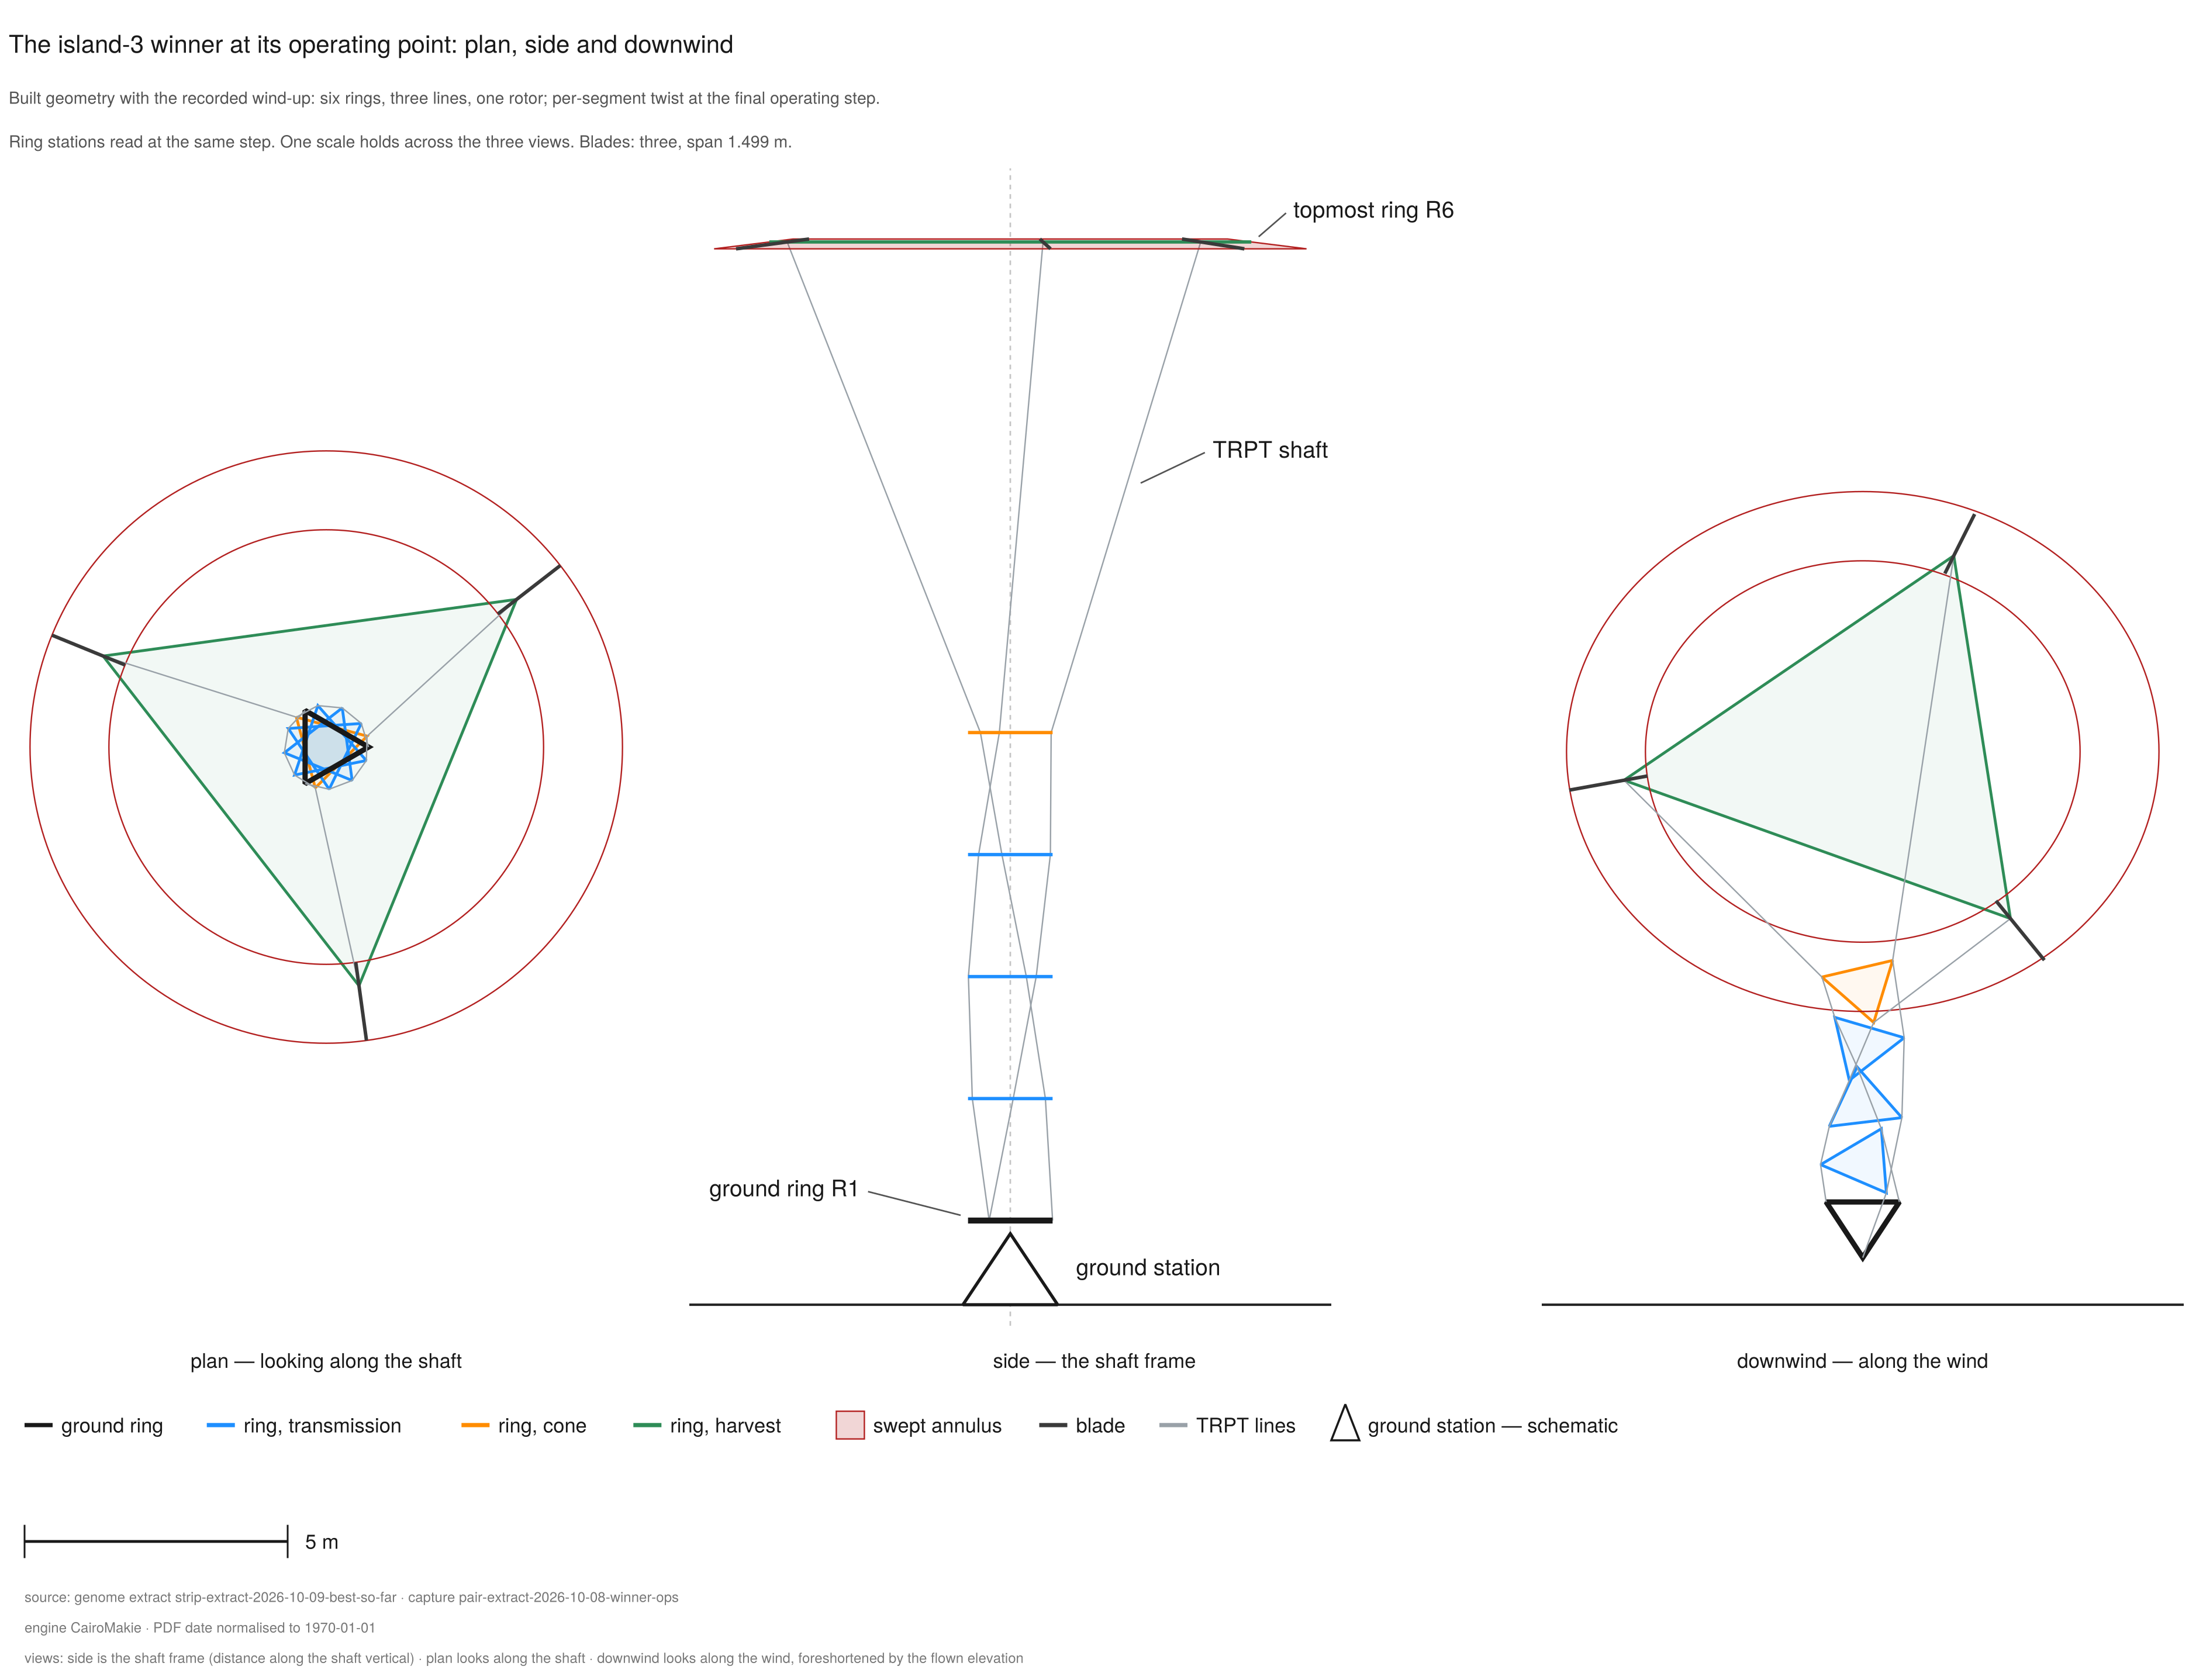 The island-3 winner at its operating point: plan, side and downwind
Built geometry with the recorded wind-up: six rings, three lines, one rotor; per-segment twist at the final operating step.
Ring stations read at the same step. One scale holds across the three views. Blades: three, span 1.499 m.
topmost ring R6
TRPT shaft
ground ring R1
ground station
plan — looking along the shaft
side — the shaft frame
downwind — along the wind
ground ring
ring, transmission
ring, cone
ring, harvest
swept annulus
blade
TRPT lines
ground station — schematic
5 m
source: genome extract strip-extract-2026-10-09-best-so-far · capture pair-extract-2026-10-08-winner-ops
engine CairoMakie · PDF date normalised to 1970-01-01
views: side is the shaft frame (distance along the shaft vertical) · plan looks along the shaft · downwind looks along the wind, foreshortened by the flown elevation